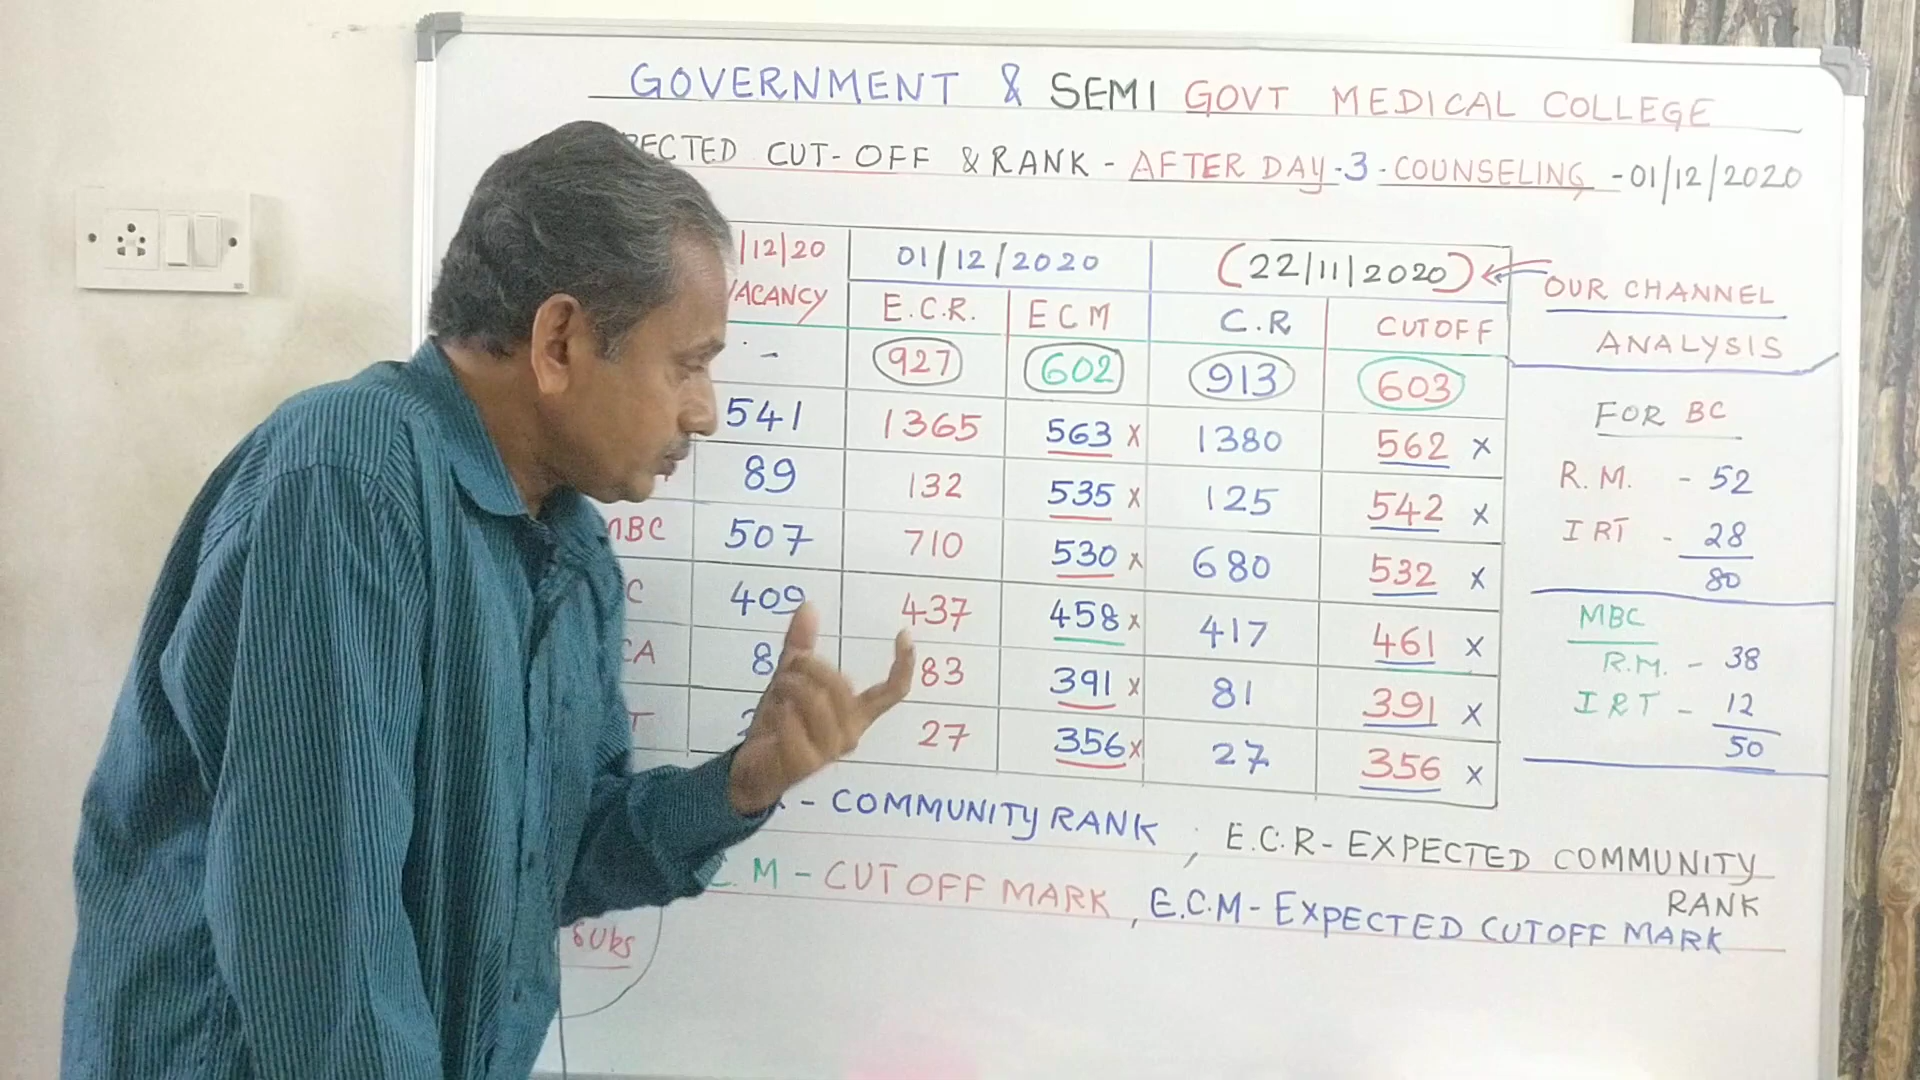 GOVERNMENT & SEMI GOVT MEDICAL COLLEGE
PECTED CUT-OFF & RANK - AFTER DAY-3-COUNSELING -01/12/2020
/12/20 01/12/2020 (22/11/2020)
VACANCY E.C.R. ECM C.R CUTOFF
- 927 602 913 603
541 1365 563 x 1380 562 x
89 132 535 x 125 542 x
MBC 507 710 530 x 680 532 x
C 409 437 458 x 417 461 x
CA 8 83 391 x 81 391 x
T 27 356 x 27 356 x
OUR CHANNEL
ANALYSIS
FOR BC
R.M. - 52
IRT - 28
80
MBC
R.M. - 38
IRT - 12
50
- COMMUNITY RANK ; E.C.R- EXPECTED COMMUNITY
RANK
C.M - CUTOFF MARK , E.C.M- EXPECTED CUTOFF MARK
SUBS